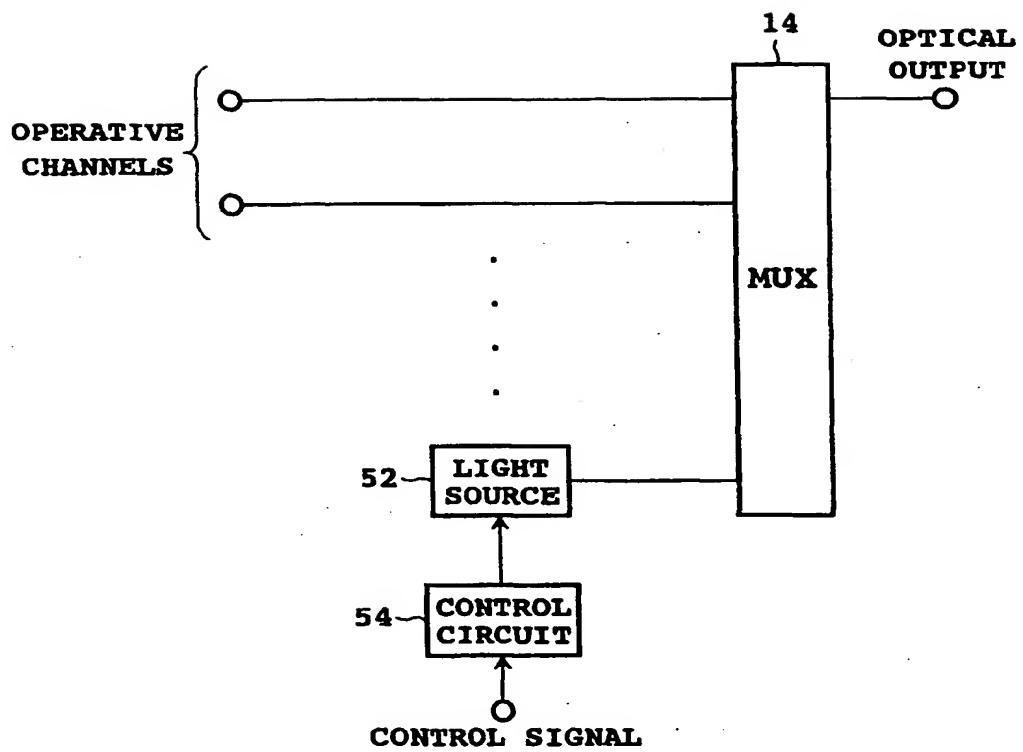 14
OPTICAL
OUTPUT
OPERATIVE
CHANNELS
MUX
52
LIGHT
SOURCE
54
CONTROL
CIRCUIT
CONTROL SIGNAL